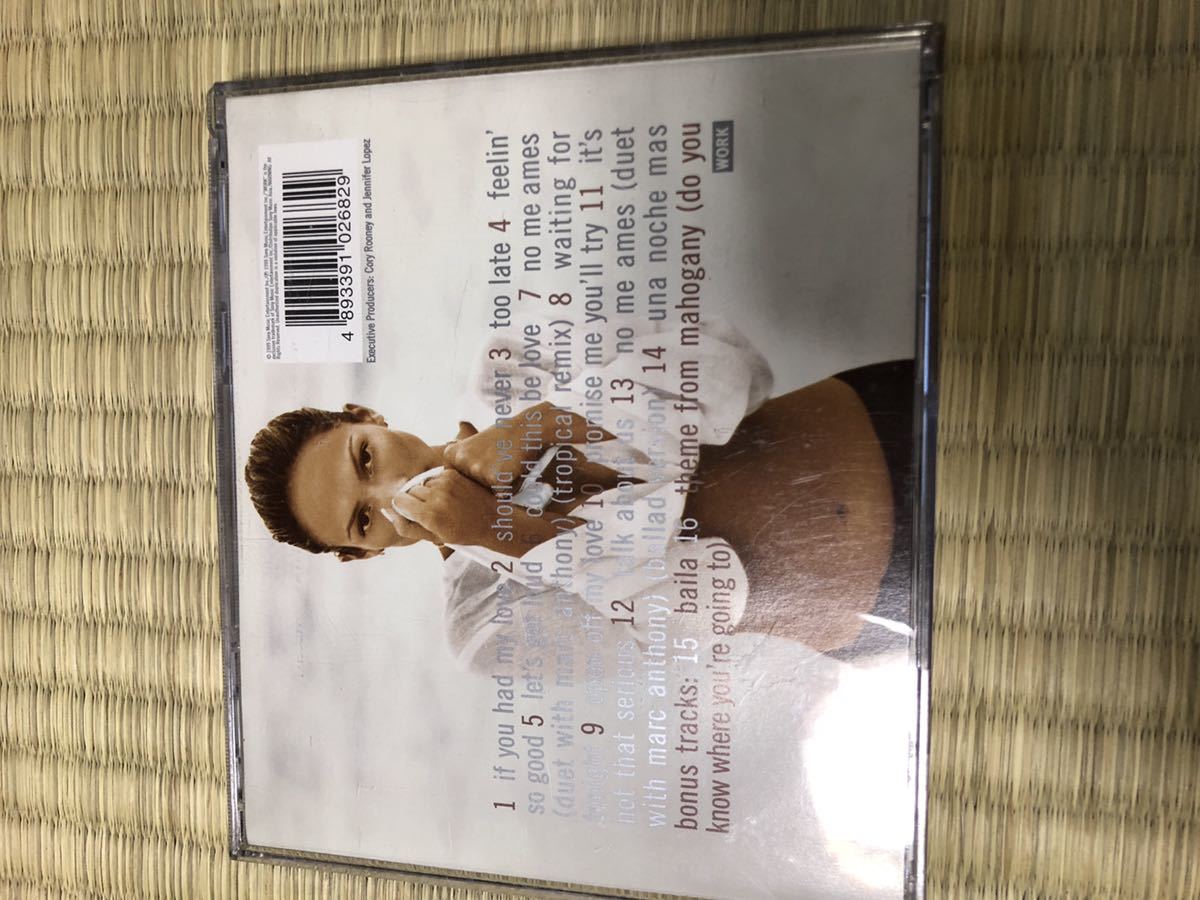 4 893391 026829
Executive Producers: Cory Rooney and Jennifer Lopez
1 if you had my love 2 should've never 3 too late 4 feelin'
so good 5 let's get loud 6 could this be love 7 no me ames
(duet with marc anthony) (tropical remix) 8 waiting for
tonight 9 open off my love 10 promise me you'll try 11 it's
not that serious 12 talk about us 13 no me ames (duet
with marc anthony) (ballad version) 14 una noche mas
bonus tracks: 15 baila 16 theme from mahogany (do you
know where you're going to)
WORK